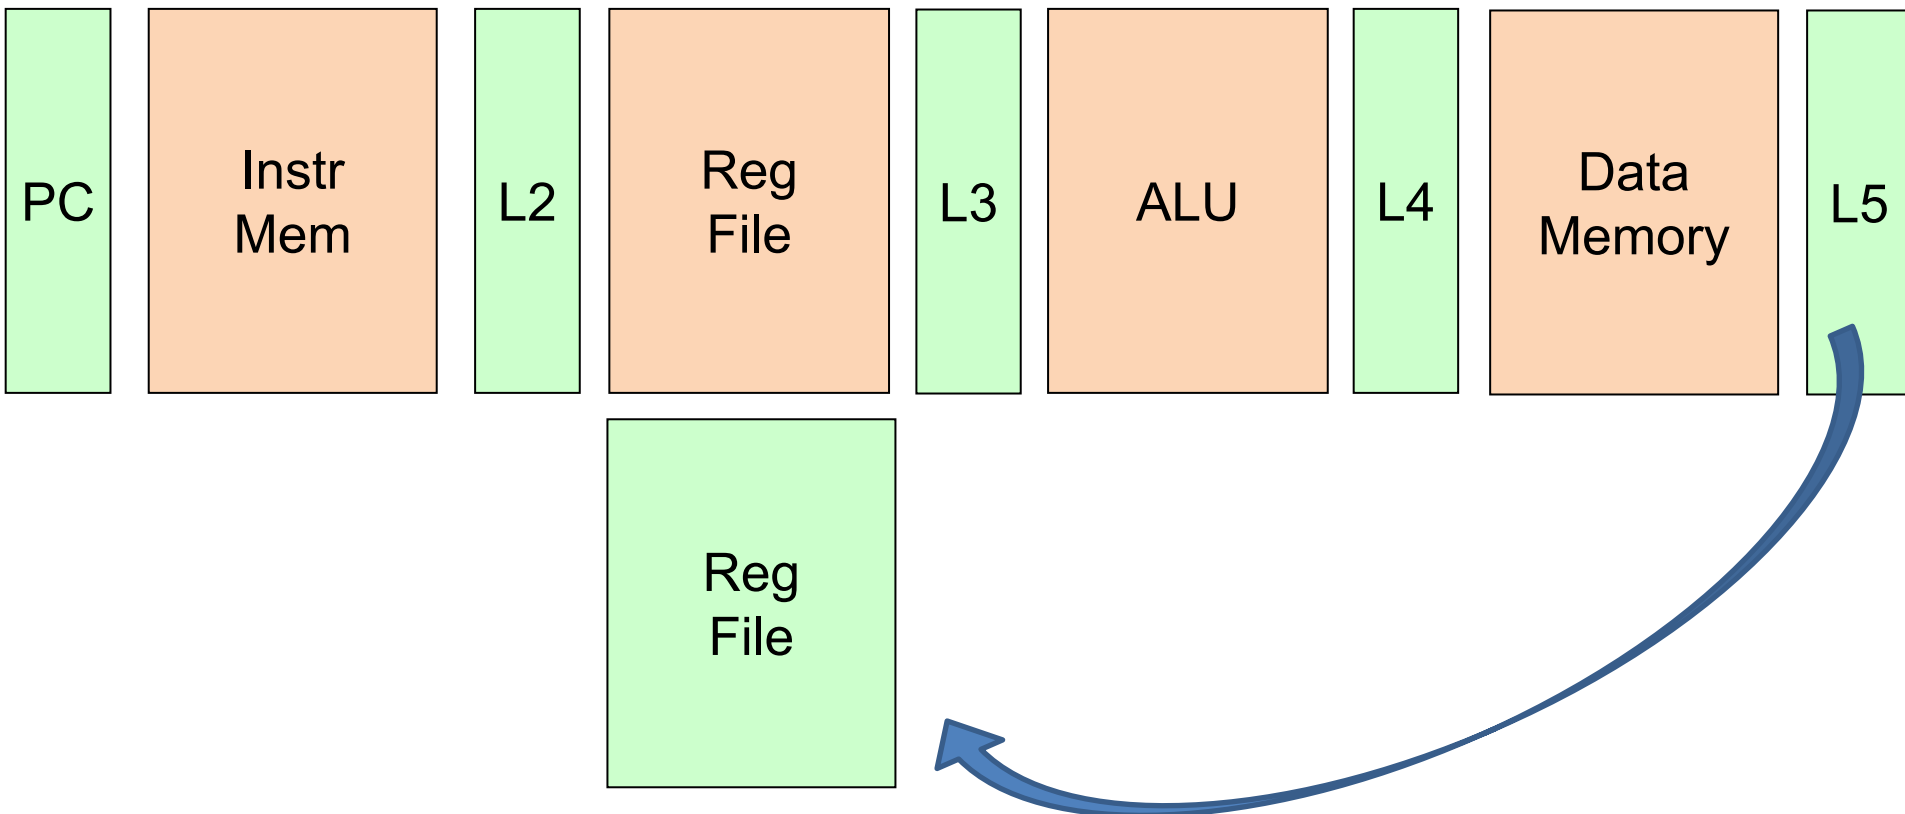 PC
Instr
Mem
L2
Reg
File
L3
ALU
L4
Data
Memory
L5
Reg
File